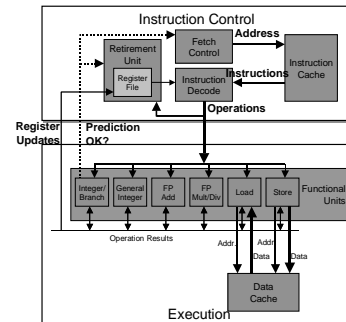 Instruction Control
Address
Fetch
Control
Retirement
Unit
Register
File
Instruction
Decode
Instructions
Instruction
Cache
Operations
Register
Updates
Prediction
OK?
Integer/
Branch
General
Integer
FP
Add
FP
Mult/Div
Load
Store
Functional
Units
Operation Results
Addr.
Addr.
Data
Data
Data
Cache
Execution